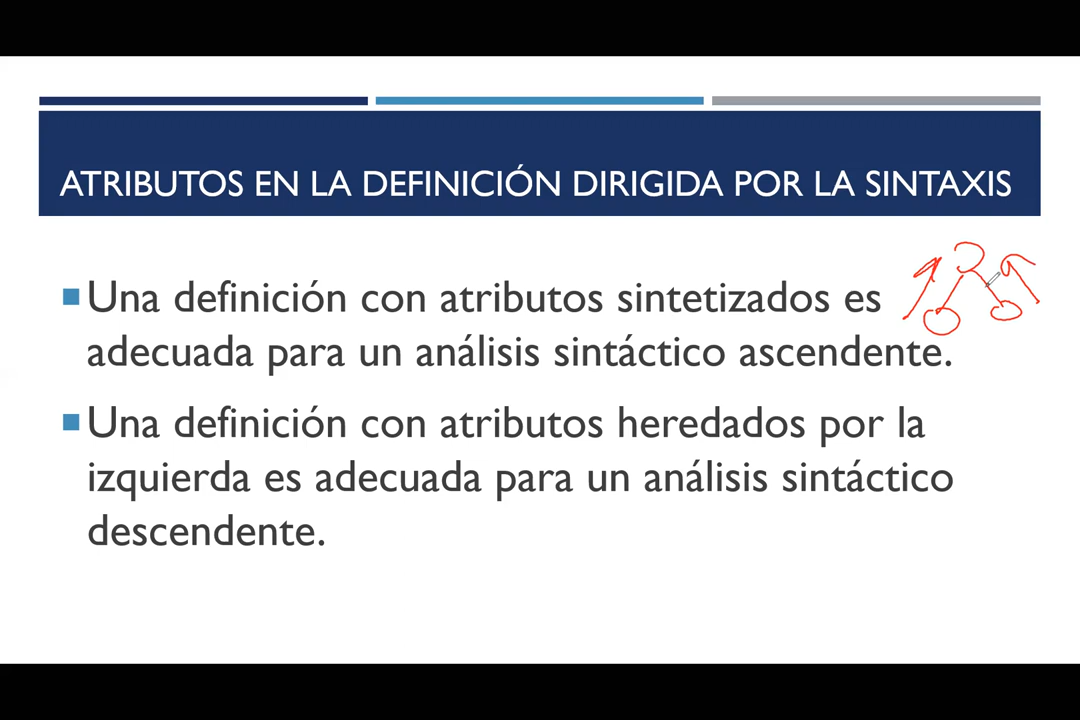 ATRIBUTOS EN LA DEFINICIÓN DIRIGIDA POR LA SINTAXIS
Una definición con atributos sintetizados es
adecuada para un análisis sintáctico ascendente.
Una definición con atributos heredados por la
izquierda es adecuada para un análisis sintáctico
descendente.